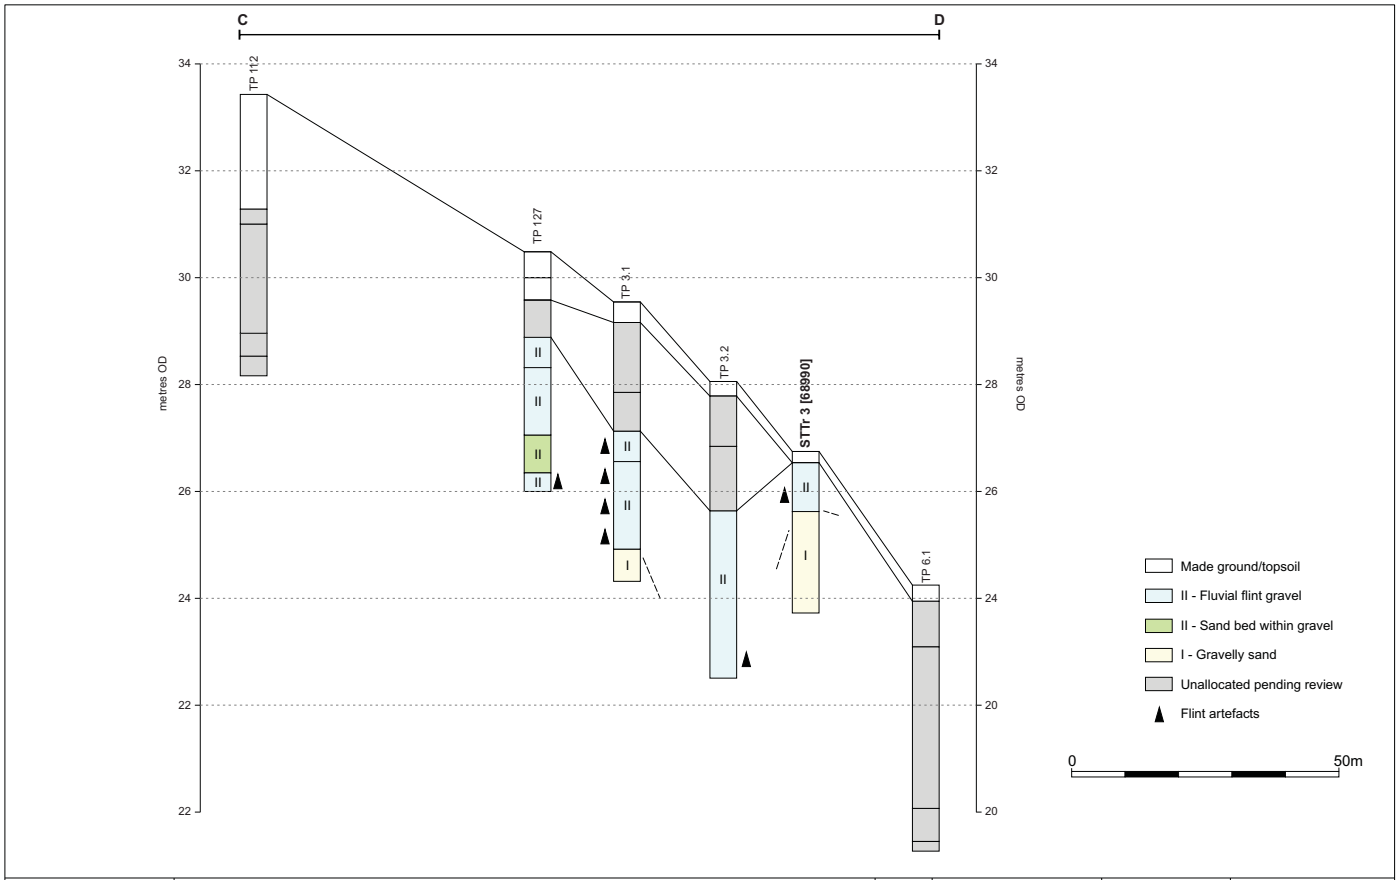 C D
TP 112
34 34
32 32
TP 127
30 30
TP 3.1
TP 3.2
STTr 3 [68990]
metres OD
metres OD
28 28
II
II
II
II
II
II
I
II
II
I
26 26
TP 6.1
24 24
22 20
22 20
Made ground/topsoil
II - Fluvial flint gravel
II - Sand bed within gravel
I - Gravelly sand
Unallocated pending review
Flint artefacts
0 50m